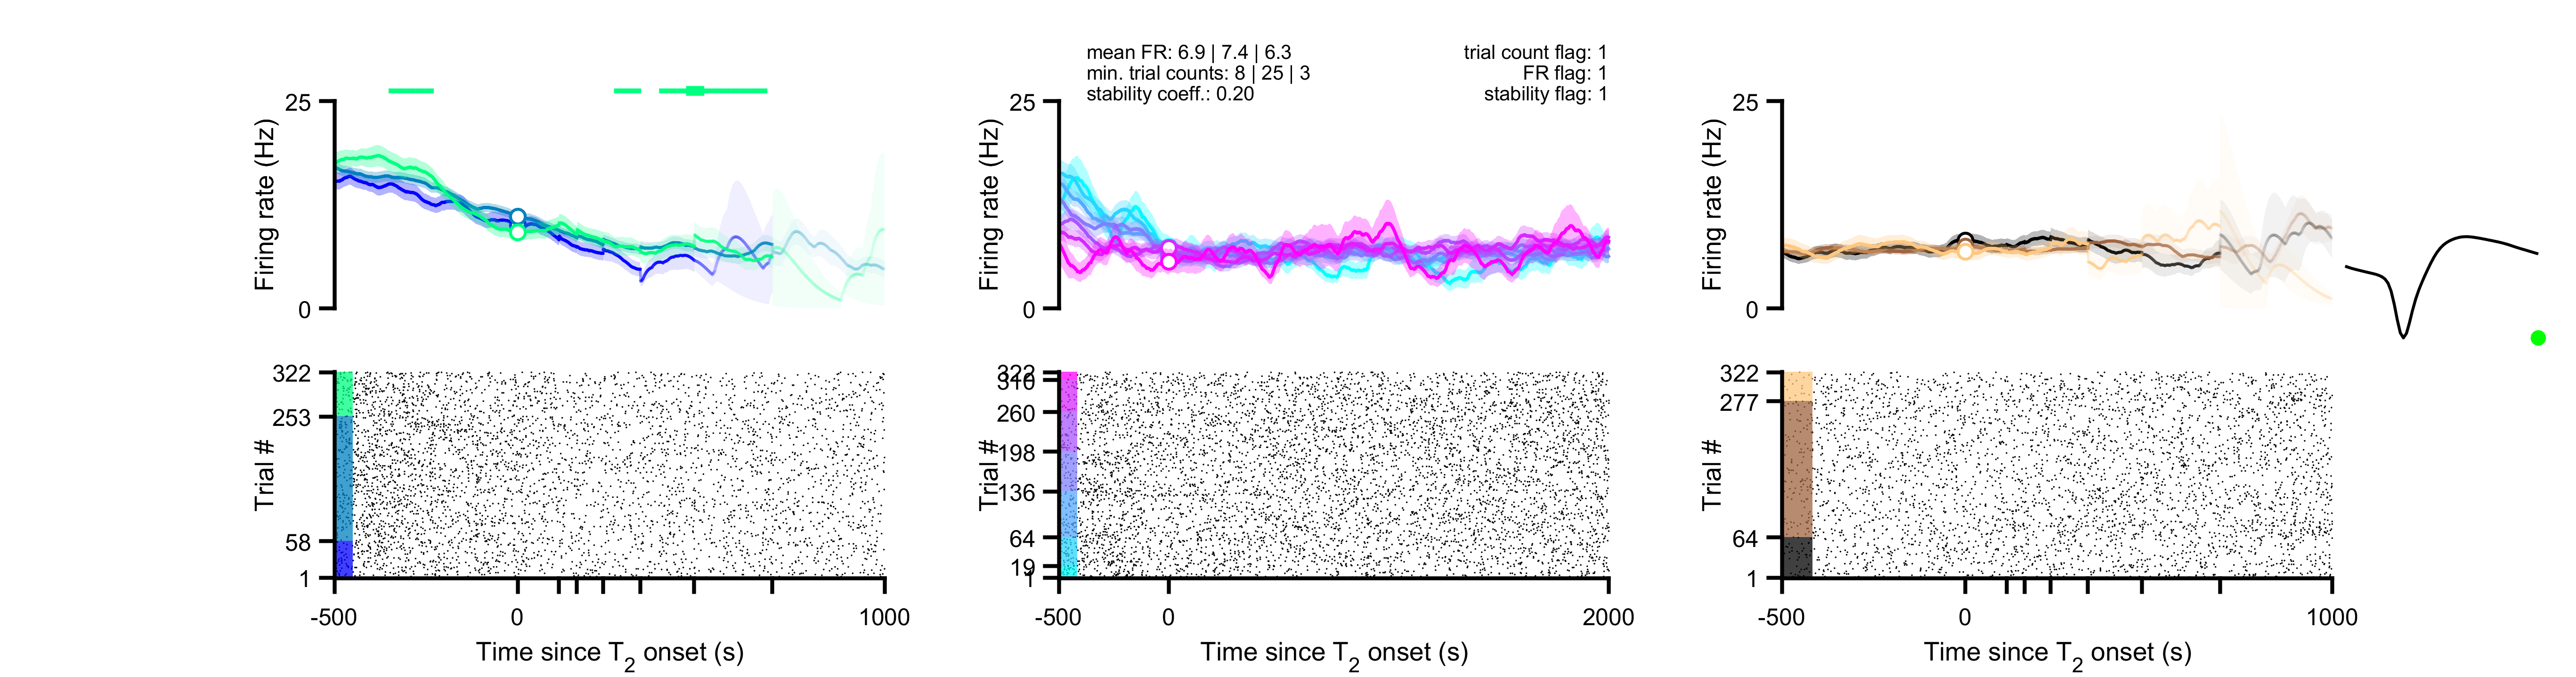 mean FR: 6.9 | 7.4 | 6.3
min. trial counts: 8 | 25 | 3
stability coeff.: 0.20
trial count flag: 1
FR flag: 1
stability flag: 1
25
0
Firing rate (Hz)
25
0
Firing rate (Hz)
25
0
Firing rate (Hz)
322
253
58
1
Trial #
-500
0
1000
Time since T2 onset (s)
322
310
260
198
136
64
19
1
Trial #
-500
0
2000
Time since T2 onset (s)
322
277
64
1
Trial #
-500
0
1000
Time since T2 onset (s)